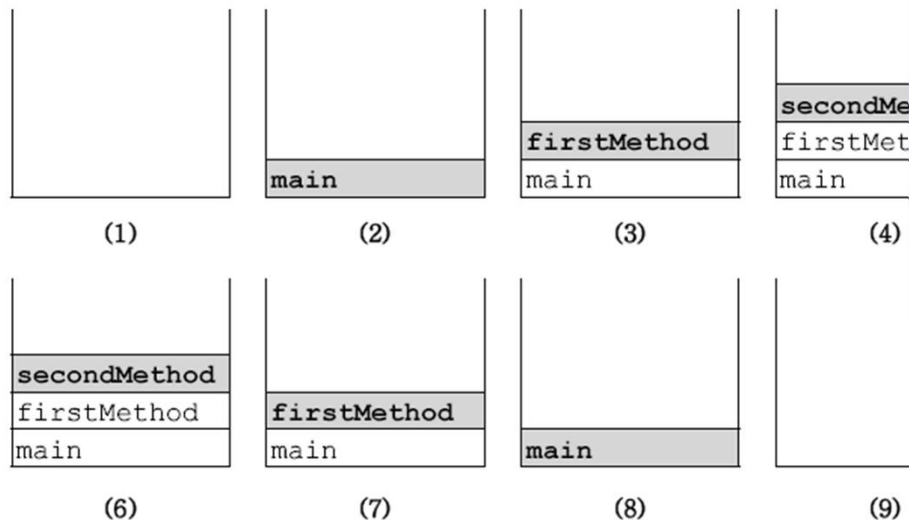 main
(1)
(2)
firstMethod
main
(3)
secondMe
firstMet
main
(4)
secondMethod
firstMethod
main
(6)
firstMethod
main
(7)
main
(8)
(9)